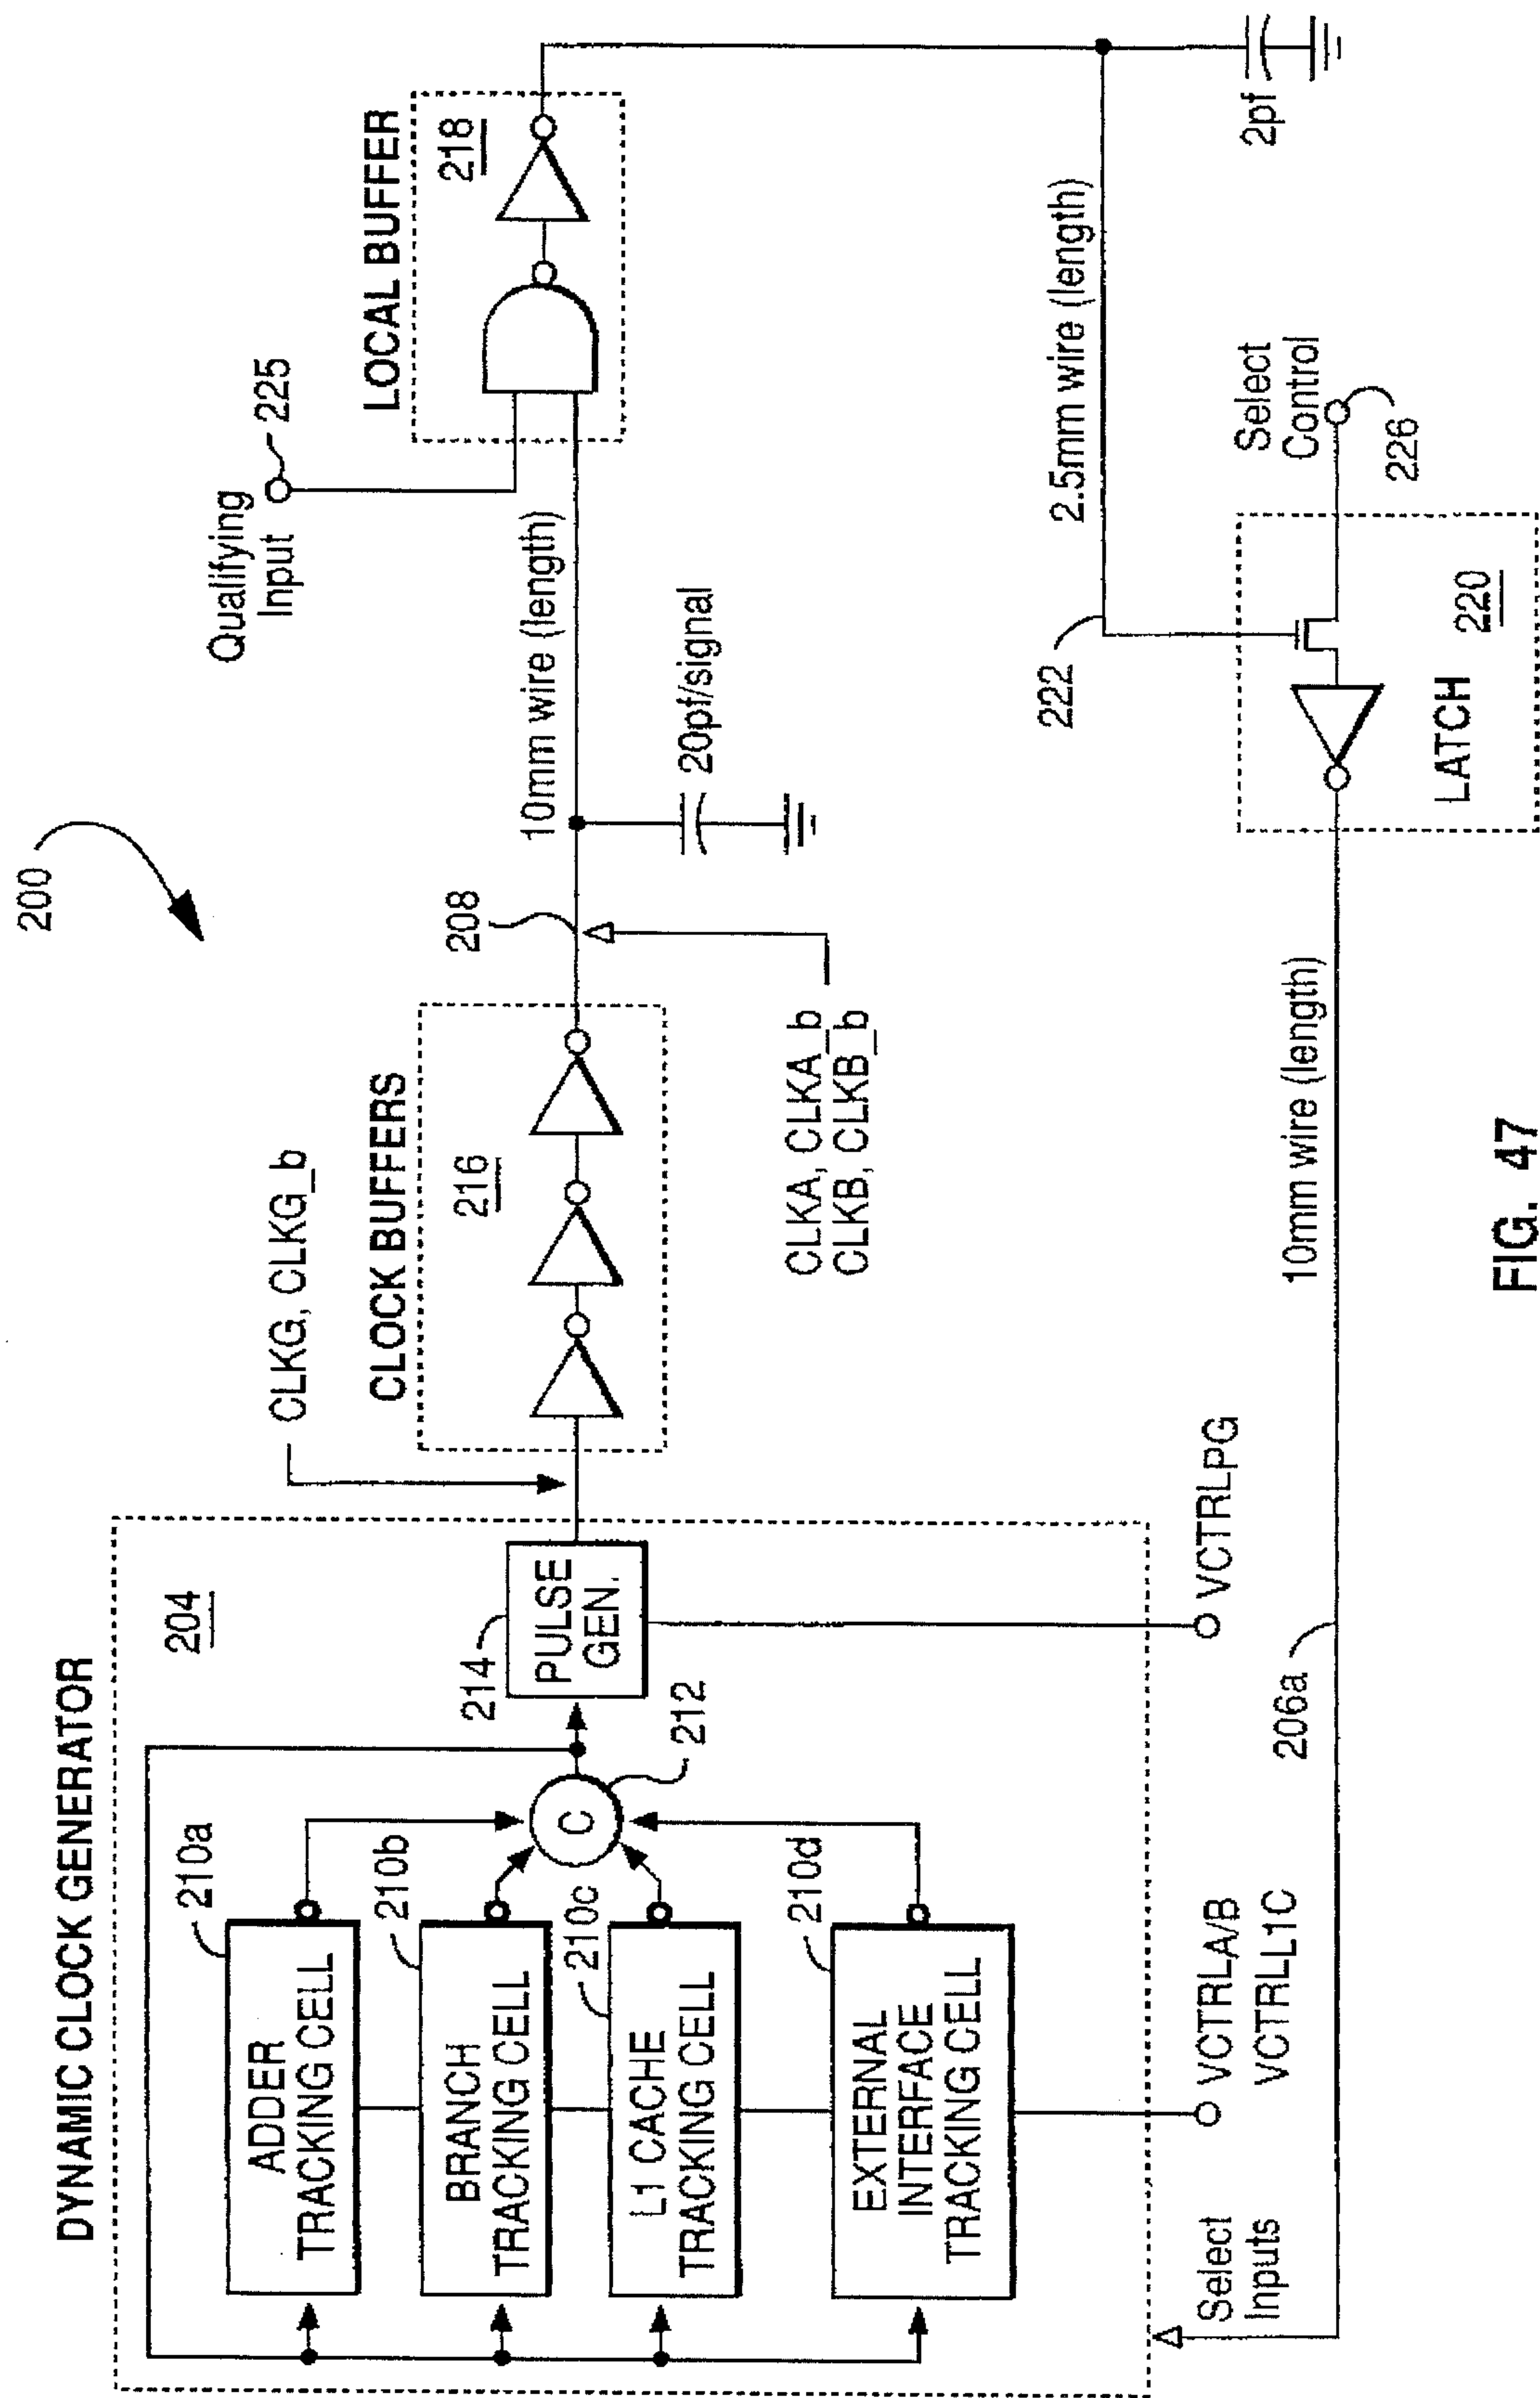 200
DYNAMIC CLOCK GENERATOR
204
210a
ADDER
TRACKING CELL
210b
BRANCH
TRACKING CELL
210c
L1 CACHE
TRACKING CELL
210d
EXTERNAL
INTERFACE
TRACKING CELL
C
212
214
PULSE
GEN.
CLKG, CLKG_b
CLOCK BUFFERS
216
208
CLKA, CLKA_b
CLKB, CLKB_b
20pf/signal
10mm wire (length)
Qualifying
Input
225
LOCAL BUFFER
218
2pf
2.5mm wire (length)
222
Select
Control
226
220
LATCH
10mm wire (length)
206a
VCTRLPG
VCTRLA/B
VCTRLL1C
Select
Inputs
FIG. 47